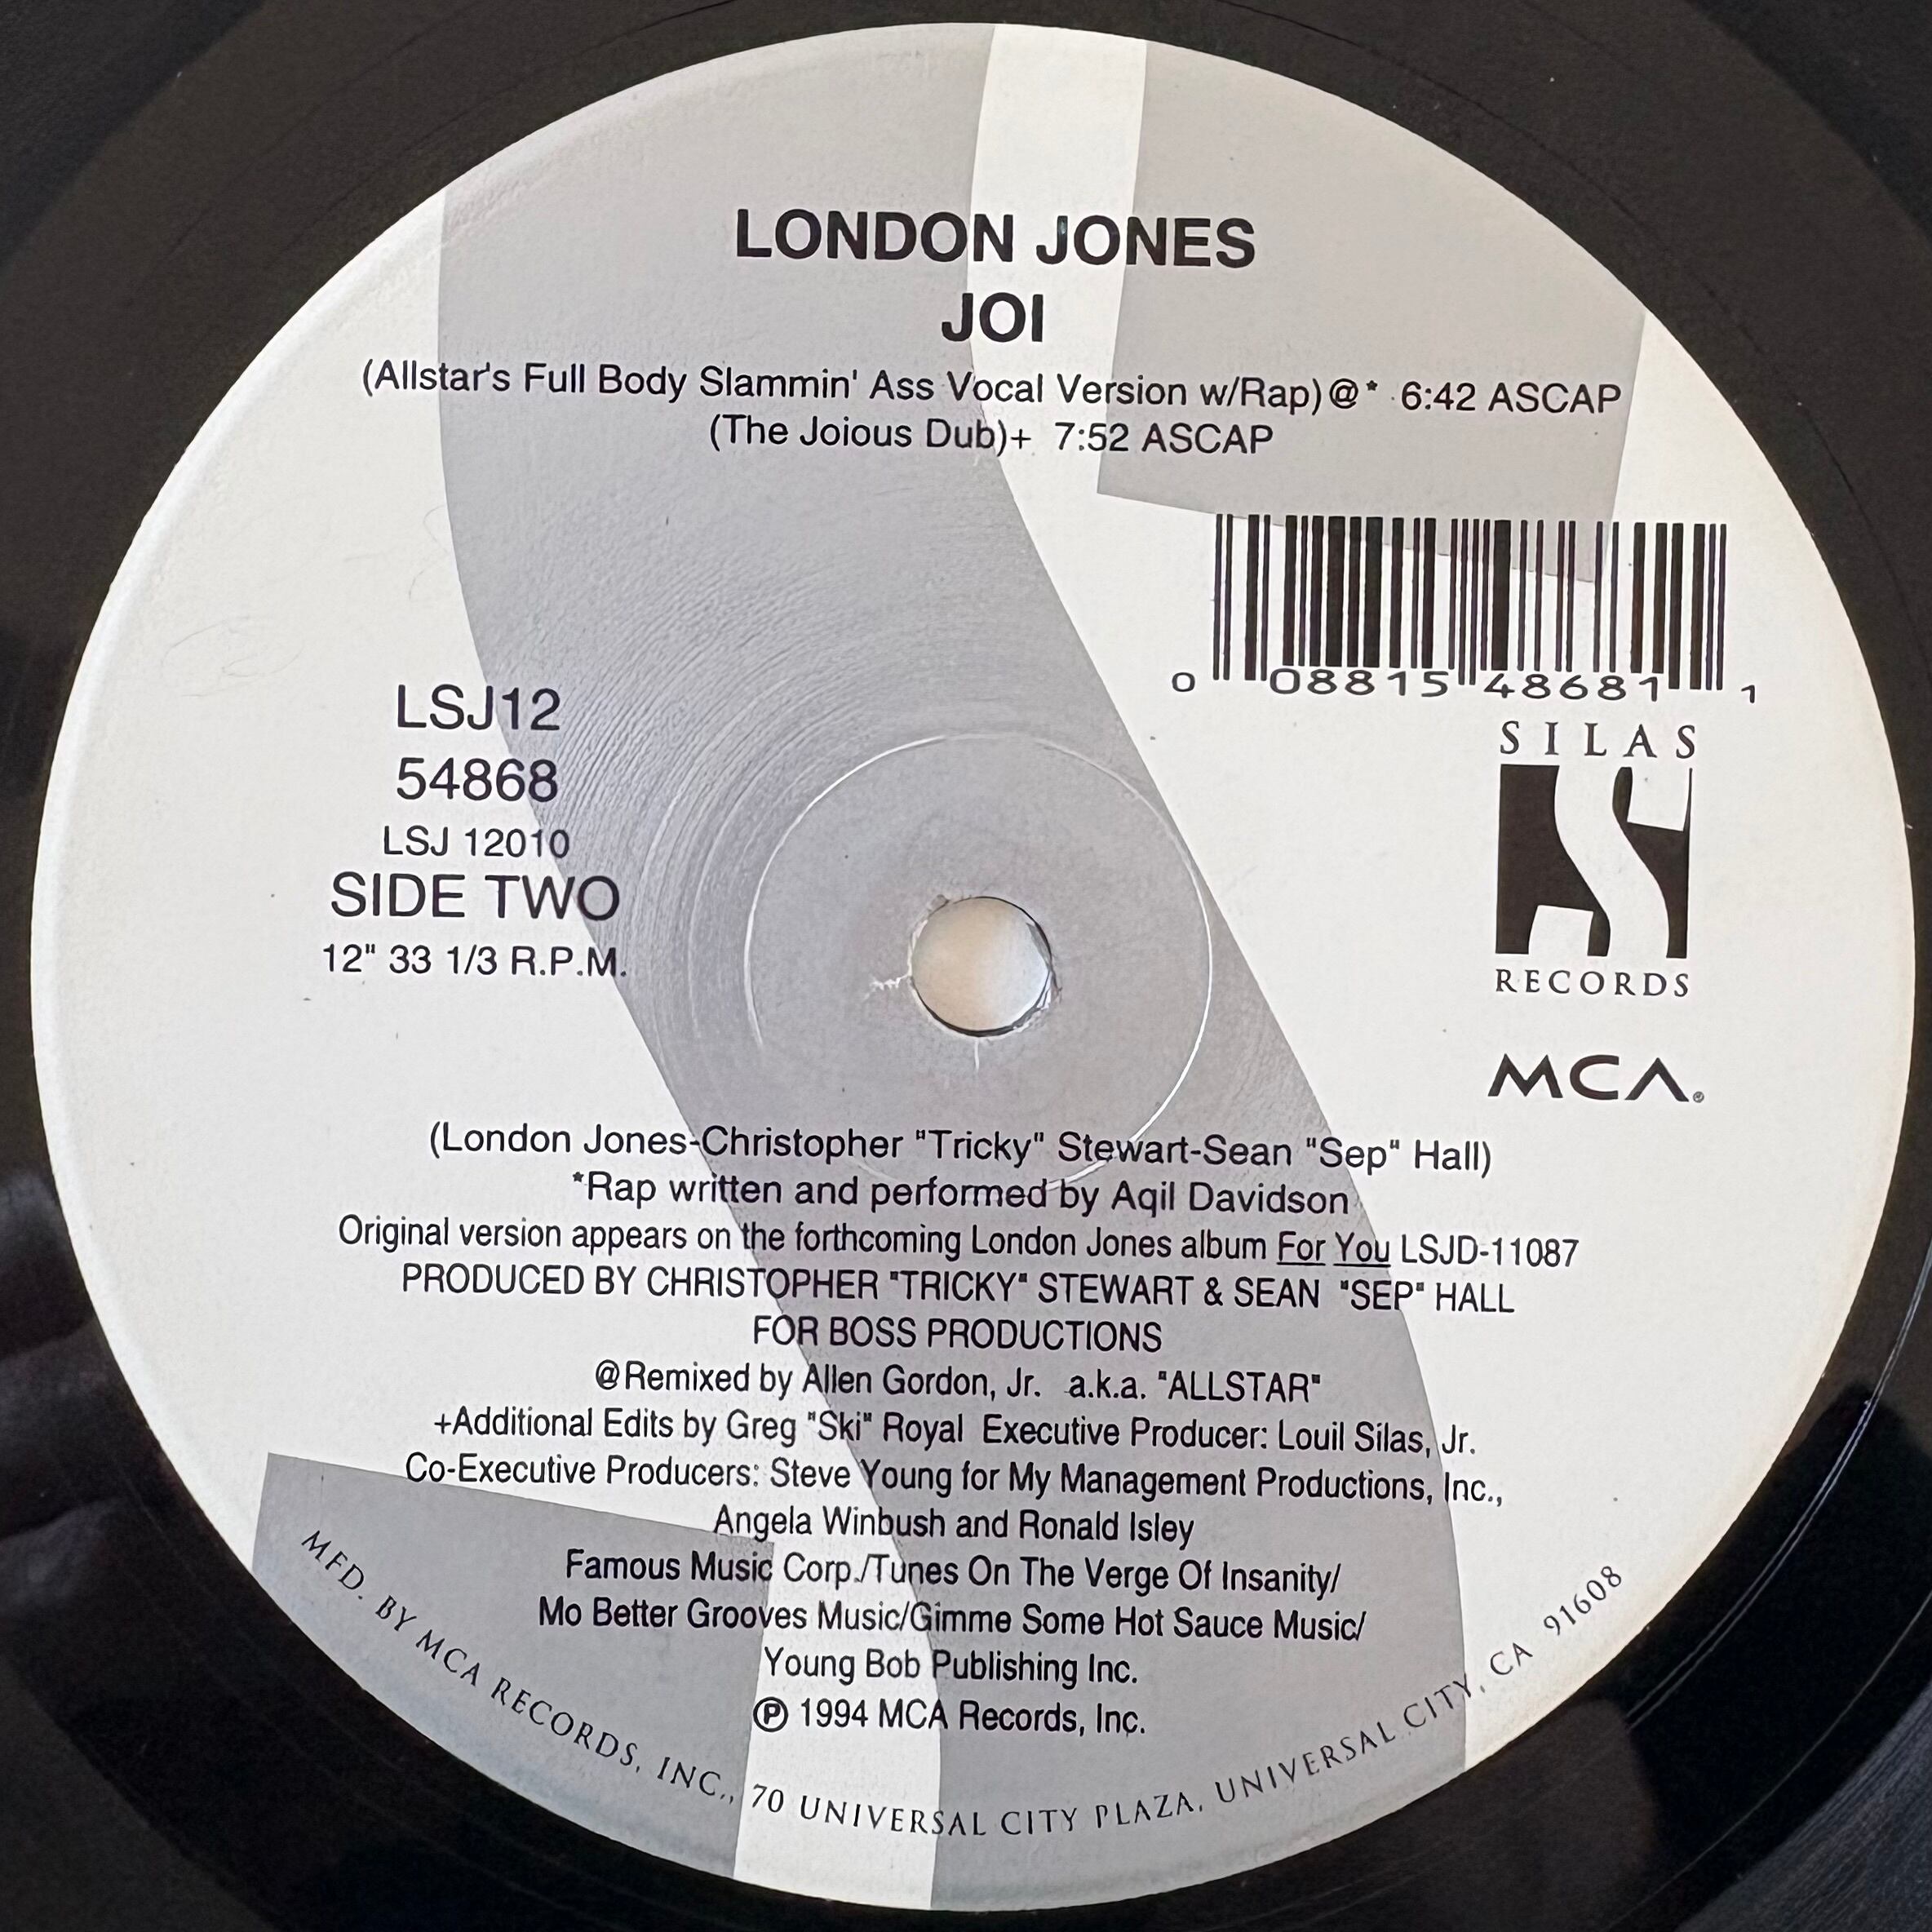 LONDON JONES
JOI
(Allstar's Full Body Slammin' Ass Vocal Version w/Rap)@* 6:42 ASCAP
(The Joious Dub)+ 7:52 ASCAP
0 08815 48681 1
SILAS
RECORDS
MCA®
LSJ12
54868
LSJ 12010
SIDE TWO
12" 33 1/3 R.P.M.
(London Jones-Christopher "Tricky" Stewart-Sean "Sep" Hall)
*Rap written and performed by Aqil Davidson
Original version appears on the forthcoming London Jones album For You LSJD-11087
PRODUCED BY CHRISTOPHER "TRICKY" STEWART & SEAN "SEP" HALL
FOR BOSS PRODUCTIONS
@Remixed by Allen Gordon, Jr. a.k.a. "ALLSTAR"
+Additional Edits by Greg "Ski" Royal Executive Producer: Louil Silas, Jr.
Co-Executive Producers: Steve Young for My Management Productions, Inc.,
Angela Winbush and Ronald Isley
Famous Music Corp./Tunes On The Verge Of Insanity/
Mo Better Grooves Music/Gimme Some Hot Sauce Music/
Young Bob Publishing Inc.
℗ 1994 MCA Records, Inc.
MFD. BY MCA RECORDS, INC., 70 UNIVERSAL CITY PLAZA, UNIVERSAL CITY, CA 91608